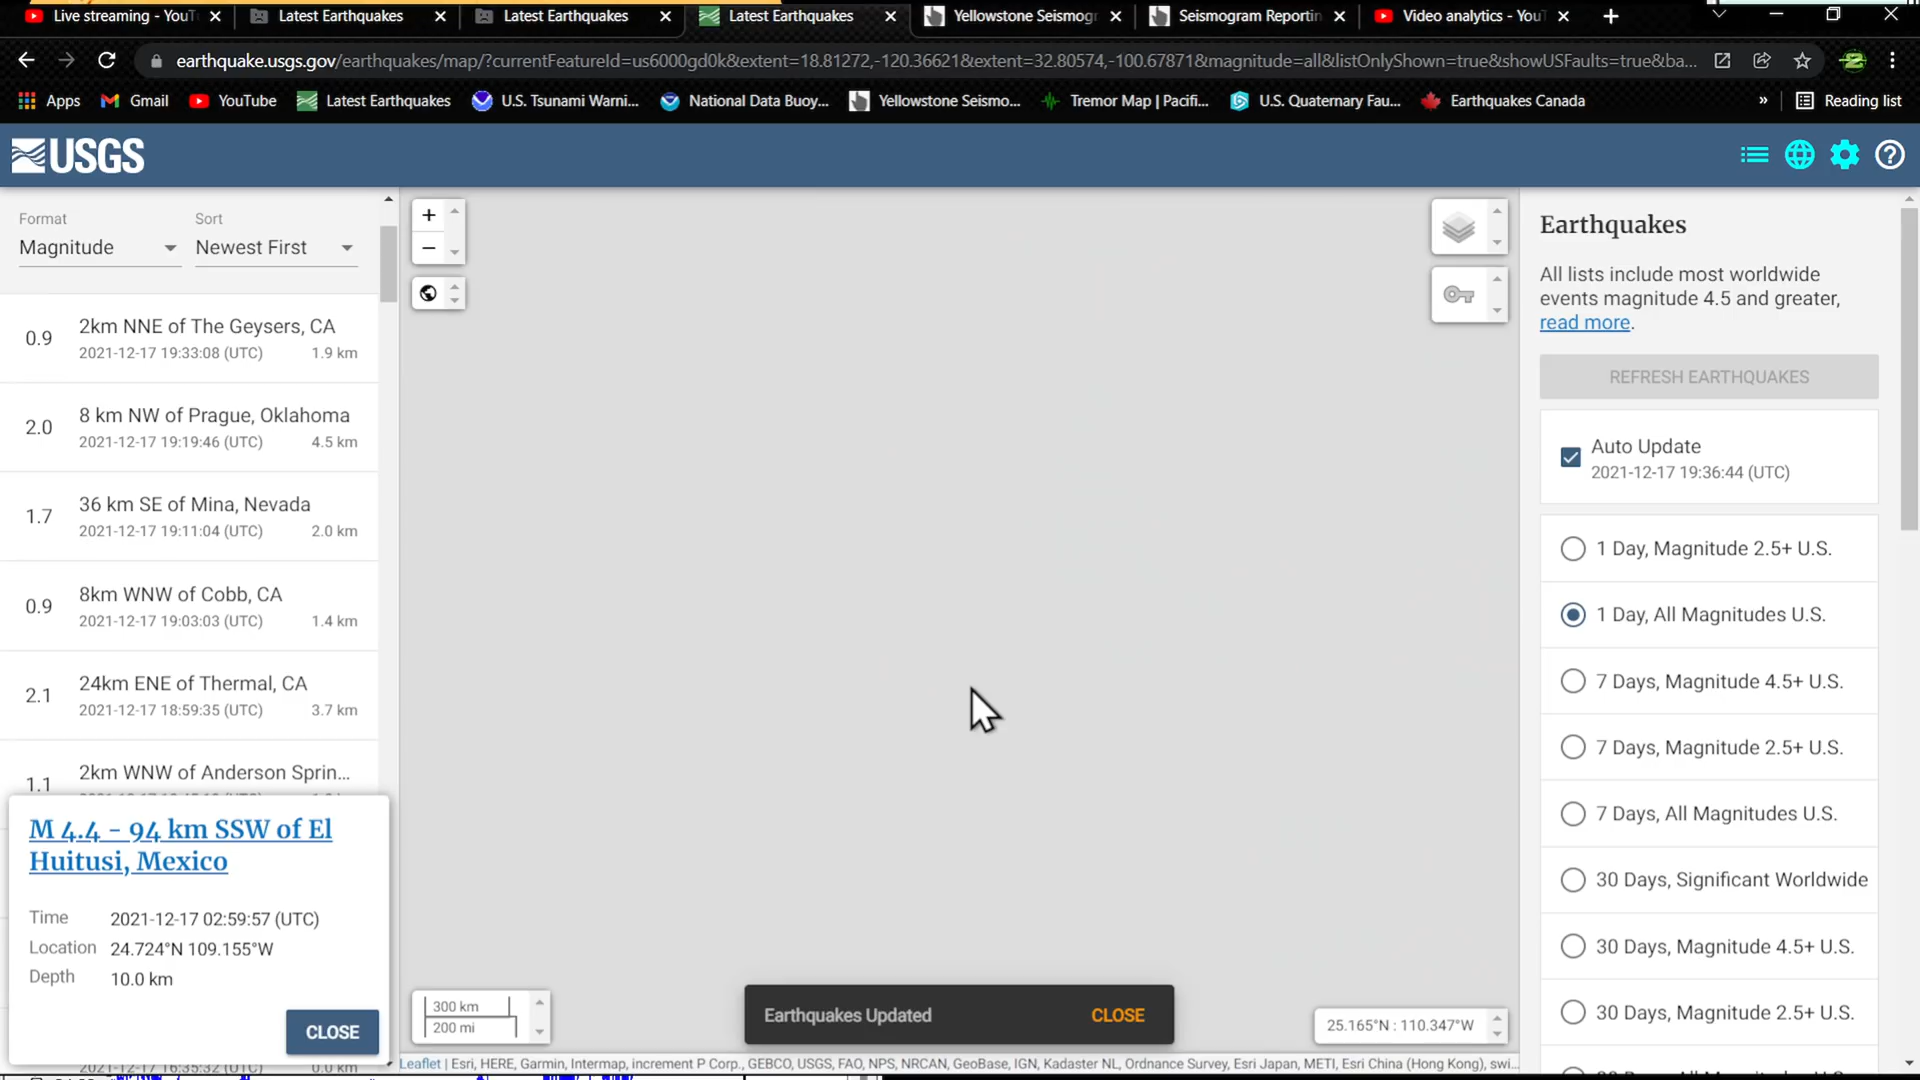 Live streaming - YouT
Latest Earthquakes
Latest Earthquakes
Latest Earthquakes
Yellowstone Seismog
Seismogram Reportin
Video analytics - YouT
earthquake.usgs.gov/earthquakes/map/?currentFeatureId=us6000gd0k&extent=18.81272,-120.36621&extent=32.80574,-100.67871&magnitude=all&listOnlyShown=true&showUSFaults=true&ba...
Apps
Gmail
YouTube
Latest Earthquakes
U.S. Tsunami Warni...
National Data Buoy...
Yellowstone Seismo...
Tremor Map | Pacifi...
U.S. Quaternary Fau...
Earthquakes Canada
»
Reading list
USGS
Format
Magnitude
Sort
Newest First
0.9
2km NNE of The Geysers, CA
2021-12-17 19:33:08 (UTC) 1.9 km
2.0
8 km NW of Prague, Oklahoma
2021-12-17 19:19:46 (UTC) 4.5 km
1.7
36 km SE of Mina, Nevada
2021-12-17 19:11:04 (UTC) 2.0 km
0.9
8km WNW of Cobb, CA
2021-12-17 19:03:03 (UTC) 1.4 km
2.1
24km ENE of Thermal, CA
2021-12-17 18:59:35 (UTC) 3.7 km
1.1
2km WNW of Anderson Sprin...
M 4.4 - 94 km SSW of El
Huitusi, Mexico
Time 2021-12-17 02:59:57 (UTC)
Location 24.724°N 109.155°W
Depth 10.0 km
CLOSE
2021-12-17 16:35:32 (UTC) 0.0 km
+
−
300 km
200 mi
Earthquakes Updated CLOSE
25.165°N : 110.347°W
Leaflet | Esri, HERE, Garmin, Intermap, increment P Corp., GEBCO, USGS, FAO, NPS, NRCAN, GeoBase, IGN, Kadaster NL, Ordnance Survey, Esri Japan, METI, Esri China (Hong Kong), swi...
Earthquakes
All lists include most worldwide
events magnitude 4.5 and greater,
read more.
REFRESH EARTHQUAKES
Auto Update
2021-12-17 19:36:44 (UTC)
1 Day, Magnitude 2.5+ U.S.
1 Day, All Magnitudes U.S.
7 Days, Magnitude 4.5+ U.S.
7 Days, Magnitude 2.5+ U.S.
7 Days, All Magnitudes U.S.
30 Days, Significant Worldwide
30 Days, Magnitude 4.5+ U.S.
30 Days, Magnitude 2.5+ U.S.
30 Days, All Magnitudes U.S.